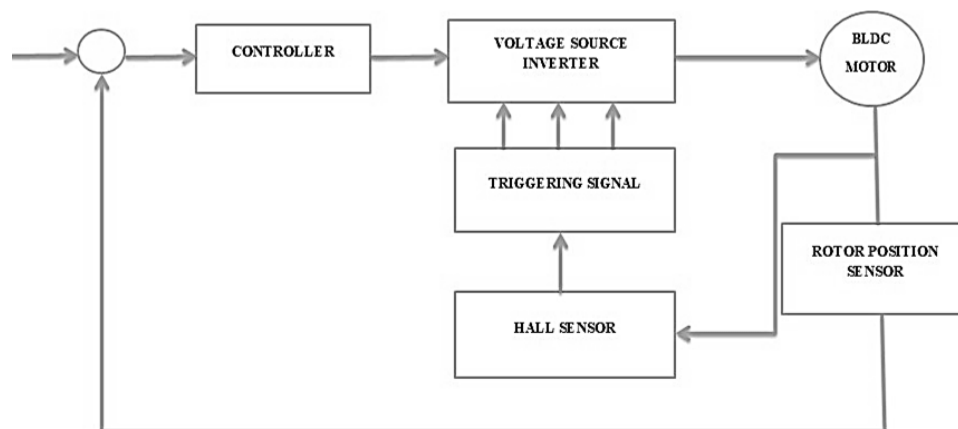 CONTROLLER
VOLTAGE SOURCE
INVERTER
BLDC
MOTOR
TRIGGERING SIGNAL
ROTOR POSITION
SENSOR
HALL SENSOR